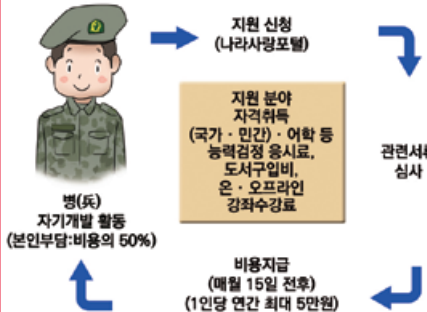 지원 신청
(나라사랑포털)
지원 분야
자격취득
(국가 · 민간) · 어학 등
능력검정 응시료,
도서구입비,
온 · 오프라인
강좌수강료
관련서류
심사
병(兵)
자기개발 활동
(본인부담:비용의 50%)
비용지급
(매월 15일 전후)
(1인당 연간 최대 5만원)